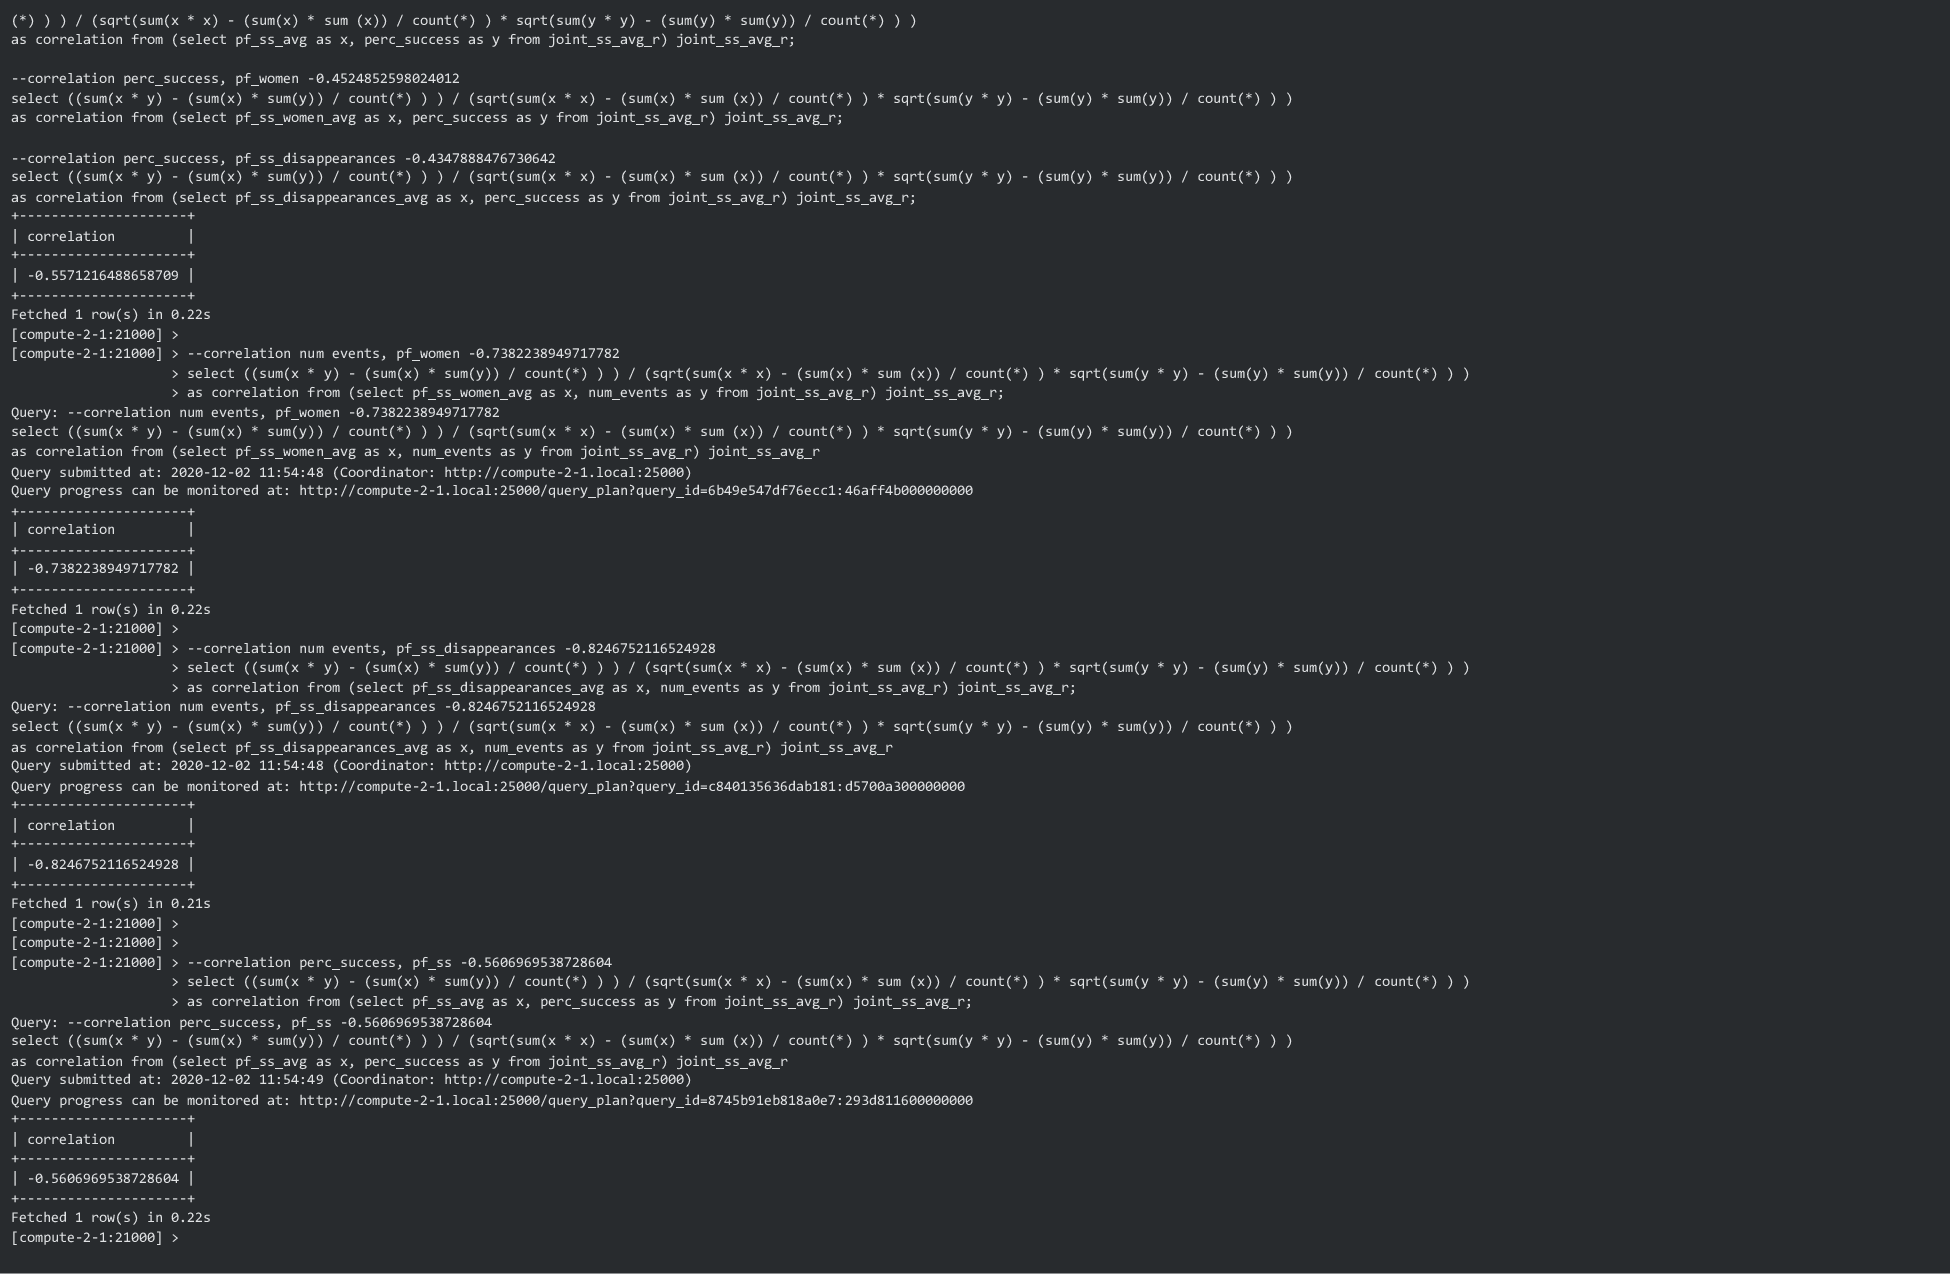 (*) ) ) / (sqrt(sum(x * x) - (sum(x) * sum (x)) / count(*) ) * sqrt(sum(y * y) - (sum(y) * sum(y)) / count(*) ) )
as correlation from (select pf_ss_avg as x, perc_success as y from joint_ss_avg_r) joint_ss_avg_r;
--correlation perc_success, pf_women -0.4524852598024012
select ((sum(x * y) - (sum(x) * sum(y)) / count(*) ) ) / (sqrt(sum(x * x) - (sum(x) * sum (x)) / count(*) ) * sqrt(sum(y * y) - (sum(y) * sum(y)) / count(*) ) )
as correlation from (select pf_ss_women_avg as x, perc_success as y from joint_ss_avg_r) joint_ss_avg_r;
--correlation perc_success, pf_ss_disappearances -0.4347888476730642
select ((sum(x * y) - (sum(x) * sum(y)) / count(*) ) ) / (sqrt(sum(x * x) - (sum(x) * sum (x)) / count(*) ) * sqrt(sum(y * y) - (sum(y) * sum(y)) / count(*) ) )
as correlation from (select pf_ss_disappearances_avg as x, perc_success as y from joint_ss_avg_r) joint_ss_avg_r;
+---------------------+
| correlation         |
+---------------------+
| -0.5571216488658709 |
+---------------------+
Fetched 1 row(s) in 0.22s
[compute-2-1:21000] >
[compute-2-1:21000] > --correlation num events, pf_women -0.7382238949717782
                    > select ((sum(x * y) - (sum(x) * sum(y)) / count(*) ) ) / (sqrt(sum(x * x) - (sum(x) * sum (x)) / count(*) ) * sqrt(sum(y * y) - (sum(y) * sum(y)) / count(*) ) )
                    > as correlation from (select pf_ss_women_avg as x, num_events as y from joint_ss_avg_r) joint_ss_avg_r;
Query: --correlation num events, pf_women -0.7382238949717782
select ((sum(x * y) - (sum(x) * sum(y)) / count(*) ) ) / (sqrt(sum(x * x) - (sum(x) * sum (x)) / count(*) ) * sqrt(sum(y * y) - (sum(y) * sum(y)) / count(*) ) )
as correlation from (select pf_ss_women_avg as x, num_events as y from joint_ss_avg_r) joint_ss_avg_r
Query submitted at: 2020-12-02 11:54:48 (Coordinator: http://compute-2-1.local:25000)
Query progress can be monitored at: http://compute-2-1.local:25000/query_plan?query_id=6b49e547df76ecc1:46aff4b000000000
+---------------------+
| correlation         |
+---------------------+
| -0.7382238949717782 |
+---------------------+
Fetched 1 row(s) in 0.22s
[compute-2-1:21000] >
[compute-2-1:21000] > --correlation num events, pf_ss_disappearances -0.8246752116524928
                    > select ((sum(x * y) - (sum(x) * sum(y)) / count(*) ) ) / (sqrt(sum(x * x) - (sum(x) * sum (x)) / count(*) ) * sqrt(sum(y * y) - (sum(y) * sum(y)) / count(*) ) )
                    > as correlation from (select pf_ss_disappearances_avg as x, num_events as y from joint_ss_avg_r) joint_ss_avg_r;
Query: --correlation num events, pf_ss_disappearances -0.8246752116524928
select ((sum(x * y) - (sum(x) * sum(y)) / count(*) ) ) / (sqrt(sum(x * x) - (sum(x) * sum (x)) / count(*) ) * sqrt(sum(y * y) - (sum(y) * sum(y)) / count(*) ) )
as correlation from (select pf_ss_disappearances_avg as x, num_events as y from joint_ss_avg_r) joint_ss_avg_r
Query submitted at: 2020-12-02 11:54:48 (Coordinator: http://compute-2-1.local:25000)
Query progress can be monitored at: http://compute-2-1.local:25000/query_plan?query_id=c840135636dab181:d5700a300000000
+---------------------+
| correlation         |
+---------------------+
| -0.8246752116524928 |
+---------------------+
Fetched 1 row(s) in 0.21s
[compute-2-1:21000] >
[compute-2-1:21000] >
[compute-2-1:21000] > --correlation perc_success, pf_ss -0.5606969538728604
                    > select ((sum(x * y) - (sum(x) * sum(y)) / count(*) ) ) / (sqrt(sum(x * x) - (sum(x) * sum (x)) / count(*) ) * sqrt(sum(y * y) - (sum(y) * sum(y)) / count(*) ) )
                    > as correlation from (select pf_ss_avg as x, perc_success as y from joint_ss_avg_r) joint_ss_avg_r;
Query: --correlation perc_success, pf_ss -0.5606969538728604
select ((sum(x * y) - (sum(x) * sum(y)) / count(*) ) ) / (sqrt(sum(x * x) - (sum(x) * sum (x)) / count(*) ) * sqrt(sum(y * y) - (sum(y) * sum(y)) / count(*) ) )
as correlation from (select pf_ss_avg as x, perc_success as y from joint_ss_avg_r) joint_ss_avg_r
Query submitted at: 2020-12-02 11:54:49 (Coordinator: http://compute-2-1.local:25000)
Query progress can be monitored at: http://compute-2-1.local:25000/query_plan?query_id=8745b91eb818a0e7:293d811600000000
+---------------------+
| correlation         |
+---------------------+
| -0.5606969538728604 |
+---------------------+
Fetched 1 row(s) in 0.22s
[compute-2-1:21000] >